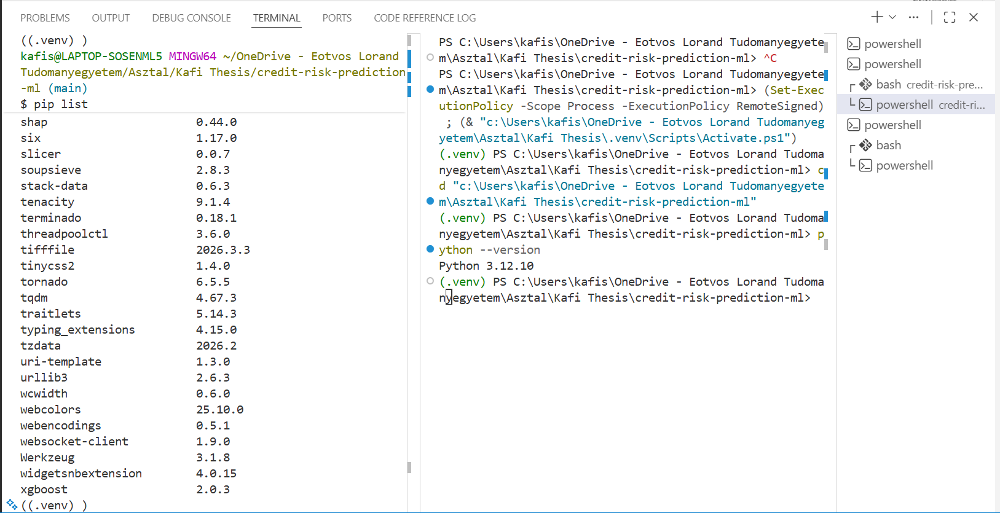 PROBLEMS OUTPUT DEBUG CONSOLE TERMINAL PORTS CODE REFERENCE LOG
((.venv) )
kafis@LAPTOP-SOSENML5 MINGW64 ~/OneDrive - Eotvos Lorand
Tudomanyegyetem/Asztal/Kafi Thesis/credit-risk-prediction
-ml (main)
$ pip list
shap 0.44.0
six 1.17.0
slicer 0.0.7
soupsieve 2.8.3
stack-data 0.6.3
tenacity 9.1.4
terminado 0.18.1
threadpoolctl 3.6.0
tifffile 2026.3.3
tinycss2 1.4.0
tornado 6.5.5
tqdm 4.67.3
traitlets 5.14.3
typing_extensions 4.15.0
tzdata 2026.2
uri-template 1.3.0
urllib3 2.6.3
wcwidth 0.6.0
webcolors 25.10.0
webencodings 0.5.1
websocket-client 1.9.0
Werkzeug 3.1.8
widgetsnbextension 4.0.15
xgboost 2.0.3
((.venv) )
PS C:\Users\kafis\OneDrive - Eotvos Lorand Tudomanyegyete
m\Asztal\Kafi Thesis\credit-risk-prediction-ml> ^C
PS C:\Users\kafis\OneDrive - Eotvos Lorand Tudomanyegyete
m\Asztal\Kafi Thesis\credit-risk-prediction-ml> (Set-Exec
utionPolicy -Scope Process -ExecutionPolicy RemoteSigned)
; (& "c:\Users\kafis\OneDrive - Eotvos Lorand Tudomanyeg
yetem\Asztal\Kafi Thesis\.venv\Scripts\Activate.ps1")
(.venv) PS C:\Users\kafis\OneDrive - Eotvos Lorand Tudoma
nyegyetem\Asztal\Kafi Thesis\credit-risk-prediction-ml> c
d "c:\Users\kafis\OneDrive - Eotvos Lorand Tudomanyegyete
m\Asztal\Kafi Thesis\credit-risk-prediction-ml"
(.venv) PS C:\Users\kafis\OneDrive - Eotvos Lorand Tudoma
nyegyetem\Asztal\Kafi Thesis\credit-risk-prediction-ml> p
ython --version
Python 3.12.10
(.venv) PS C:\Users\kafis\OneDrive - Eotvos Lorand Tudoma
nyegyetem\Asztal\Kafi Thesis\credit-risk-prediction-ml>
powershell
powershell
bash credit-risk-pre...
powershell credit-ri...
powershell
bash
powershell